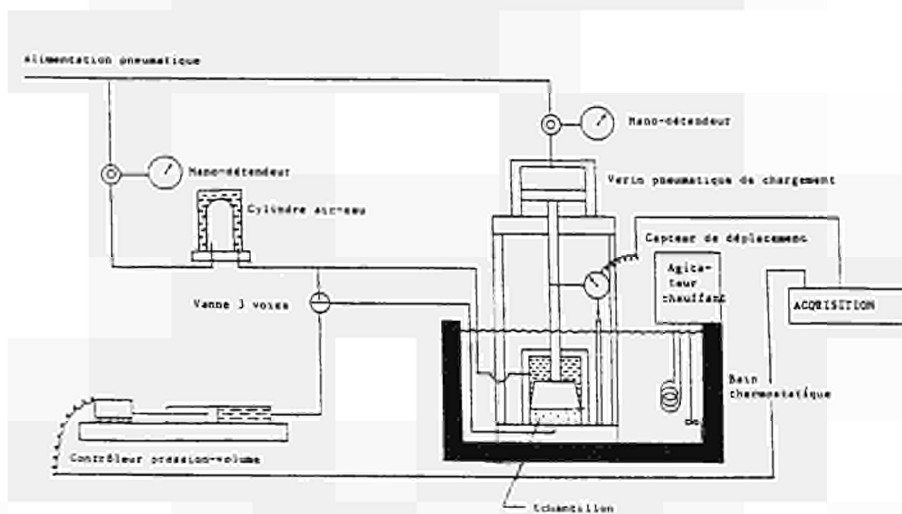 Alimentation pneumatique
Mano-détendeur
Mano-détendeur
Verin pneumatique de chargement
Cylindre air-eau
Capteur de déplacement
Agita-
teur
chauffant
Vanne 3 voies
ACQUISITION
Bain
thermostatique
Contrôleur pression-volume
Echantillon